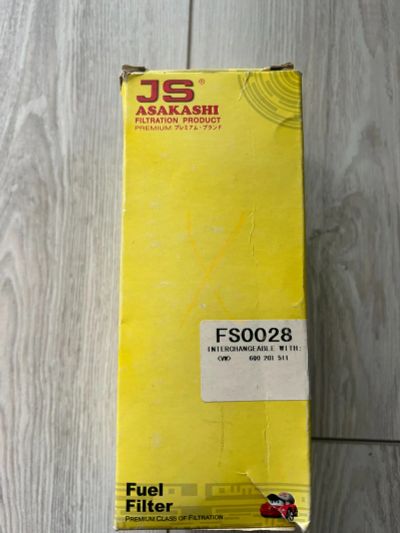 JS®
ASAKASHI
FILTRATION PRODUCT
PREMIUM プレミアム・ブランド
FS0028
INTERCHANGEABLE WITH:
<VW> 6Q0 201 511
Fuel
Filter
PREMIUM CLASS OF FILTRATION